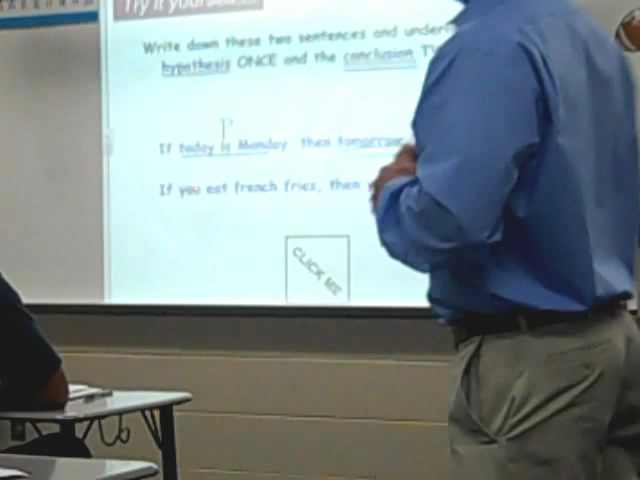 Try it yourself...
Write down these two sentences and underl
hypothesis ONCE and the conclusion T
If today is Monday, then tomorrow
If you eat french fries, then
CLICK ME